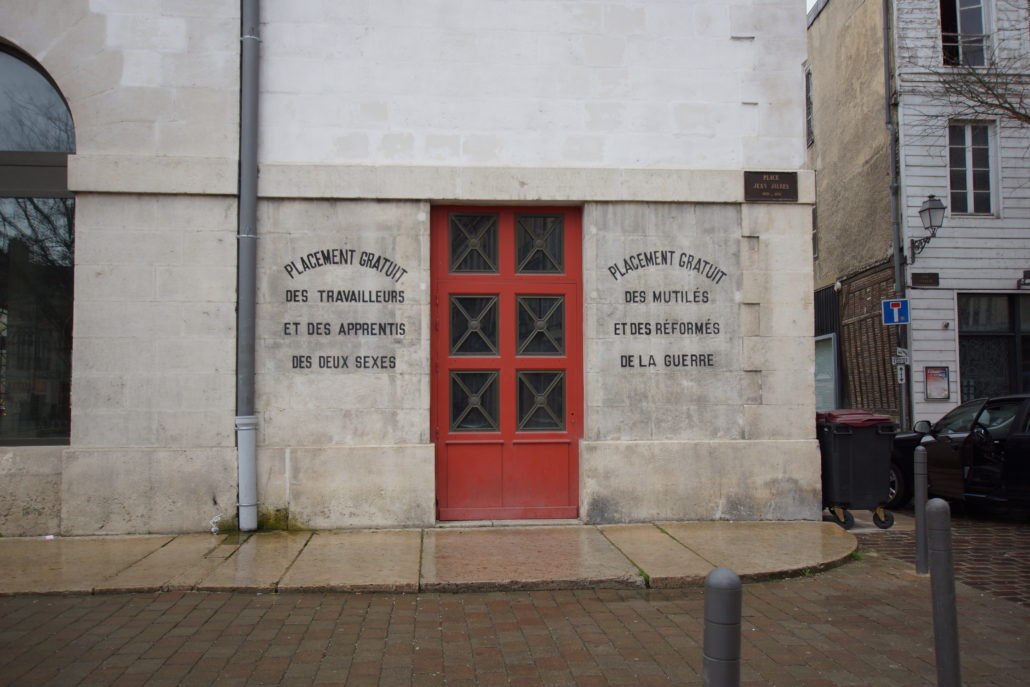 PLACEMENT GRATUIT
DES TRAVAILLEURS
ET DES APPRENTIS
DES DEUX SEXES
PLACEMENT GRATUIT
DES MUTILÉS
ET DES RÉFORMÉS
DE LA GUERRE
PLACE
JEAN JAURES